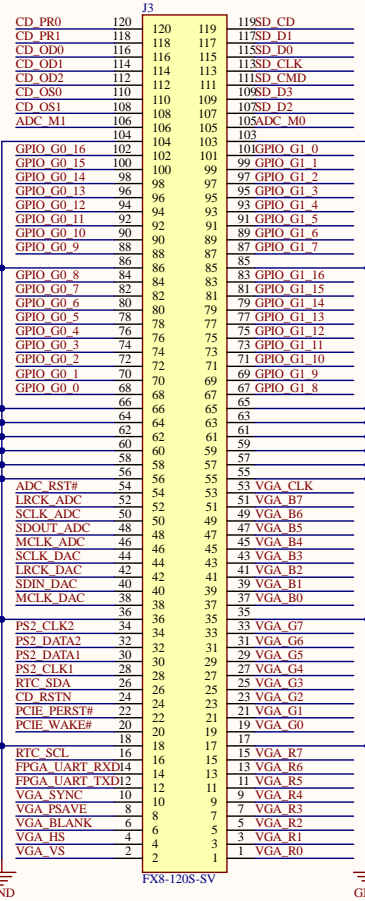 J3
CD_PR0 120 120 119 119 SD_CD
CD_PR1 118 118 117 117 SD_D1
CD_OD0 116 116 115 115 SD_D0
CD_OD1 114 114 113 113 SD_CLK
CD_OD2 112 112 111 111 SD_CMD
CD_OS0 110 110 109 109 SD_D3
CD_OS1 108 108 107 107 SD_D2
ADC_M1 106 106 105 105 ADC_M0
104 104 103 103
GPIO_G0_16 102 102 101 101 GPIO_G1_0
GPIO_G0_15 100 100 99 99 GPIO_G1_1
GPIO_G0_14 98 98 97 97 GPIO_G1_2
GPIO_G0_13 96 96 95 95 GPIO_G1_3
GPIO_G0_12 94 94 93 93 GPIO_G1_4
GPIO_G0_11 92 92 91 91 GPIO_G1_5
GPIO_G0_10 90 90 89 89 GPIO_G1_6
GPIO_G0_9 88 88 87 87 GPIO_G1_7
86 86 85 85
GPIO_G0_8 84 84 83 83 GPIO_G1_16
GPIO_G0_7 82 82 81 81 GPIO_G1_15
GPIO_G0_6 80 80 79 79 GPIO_G1_14
GPIO_G0_5 78 78 77 77 GPIO_G1_13
GPIO_G0_4 76 76 75 75 GPIO_G1_12
GPIO_G0_3 74 74 73 73 GPIO_G1_11
GPIO_G0_2 72 72 71 71 GPIO_G1_10
GPIO_G0_1 70 70 69 69 GPIO_G1_9
GPIO_G0_0 68 68 67 67 GPIO_G1_8
66 66 65 65
64 64 63 63
62 62 61 61
60 60 59 59
58 58 57 57
56 56 55 55
ADC_RST# 54 54 53 53 VGA_CLK
LRCK_ADC 52 52 51 51 VGA_B7
SCLK_ADC 50 50 49 49 VGA_B6
SDOUT_ADC 48 48 47 47 VGA_B5
MCLK_ADC 46 46 45 45 VGA_B4
SCLK_DAC 44 44 43 43 VGA_B3
LRCK_DAC 42 42 41 41 VGA_B2
SDIN_DAC 40 40 39 39 VGA_B1
MCLK_DAC 38 38 37 37 VGA_B0
36 36 35 35
PS2_CLK2 34 34 33 33 VGA_G7
PS2_DATA2 32 32 31 31 VGA_G6
PS2_DATA1 30 30 29 29 VGA_G5
PS2_CLK1 28 28 27 27 VGA_G4
RTC_SDA 26 26 25 25 VGA_G3
CD_RSTN 24 24 23 23 VGA_G2
PCIE_PERST# 22 22 21 21 VGA_G1
PCIE_WAKE# 20 20 19 19 VGA_G0
18 18 17 17
RTC_SCL 16 16 15 15 VGA_R7
FPGA_UART_RXD 14 14 13 13 VGA_R6
FPGA_UART_TXD 12 12 11 11 VGA_R5
VGA_SYNC 10 10 9 9 VGA_R4
VGA_PSAVE 8 8 7 7 VGA_R3
VGA_BLANK 6 6 5 5 VGA_R2
VGA_HS 4 4 3 3 VGA_R1
VGA_VS 2 2 1 1 VGA_R0
FX8-120S-SV
ND G